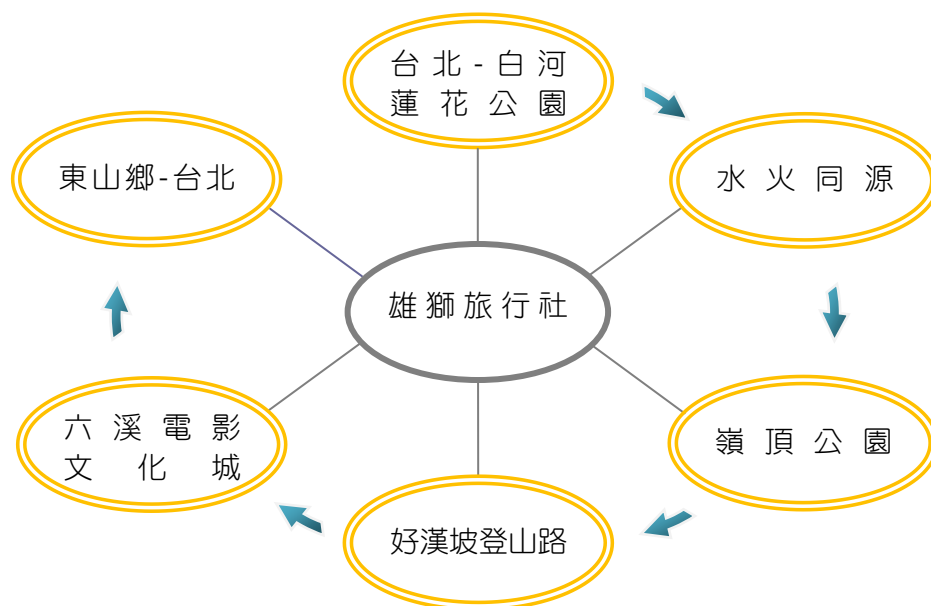 台北-白河
蓮花公園
東山鄉-台北
水火同源
雄獅旅行社
六溪電影
文化城
嶺頂公園
好漢坡登山路